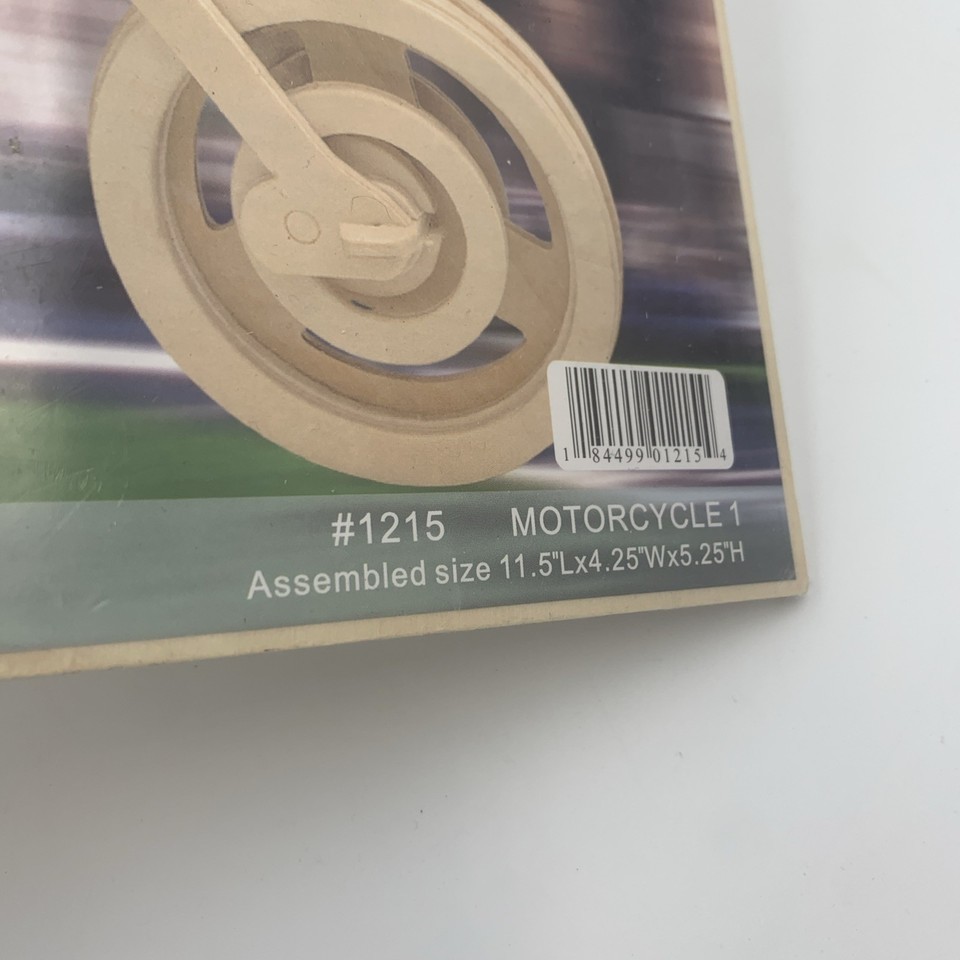 1 84499 01215 4
#1215 MOTORCYCLE 1
Assembled size 11.5"Lx4.25"Wx5.25"H